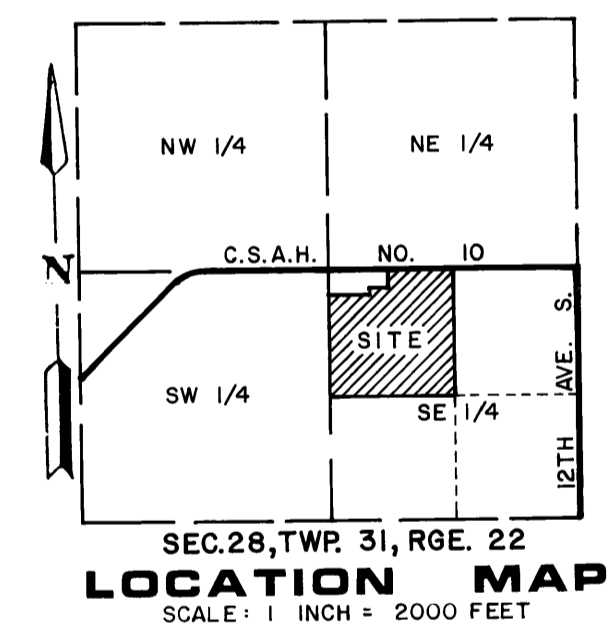 NW 1/4 NE 1/4
C.S.A.H. NO. 10
N
SITE
12TH AVE. S.
SW 1/4
SE 1/4
SEC.28,TWP. 31, RGE. 22
LOCATION MAP
SCALE: 1 INCH = 2000 FEET